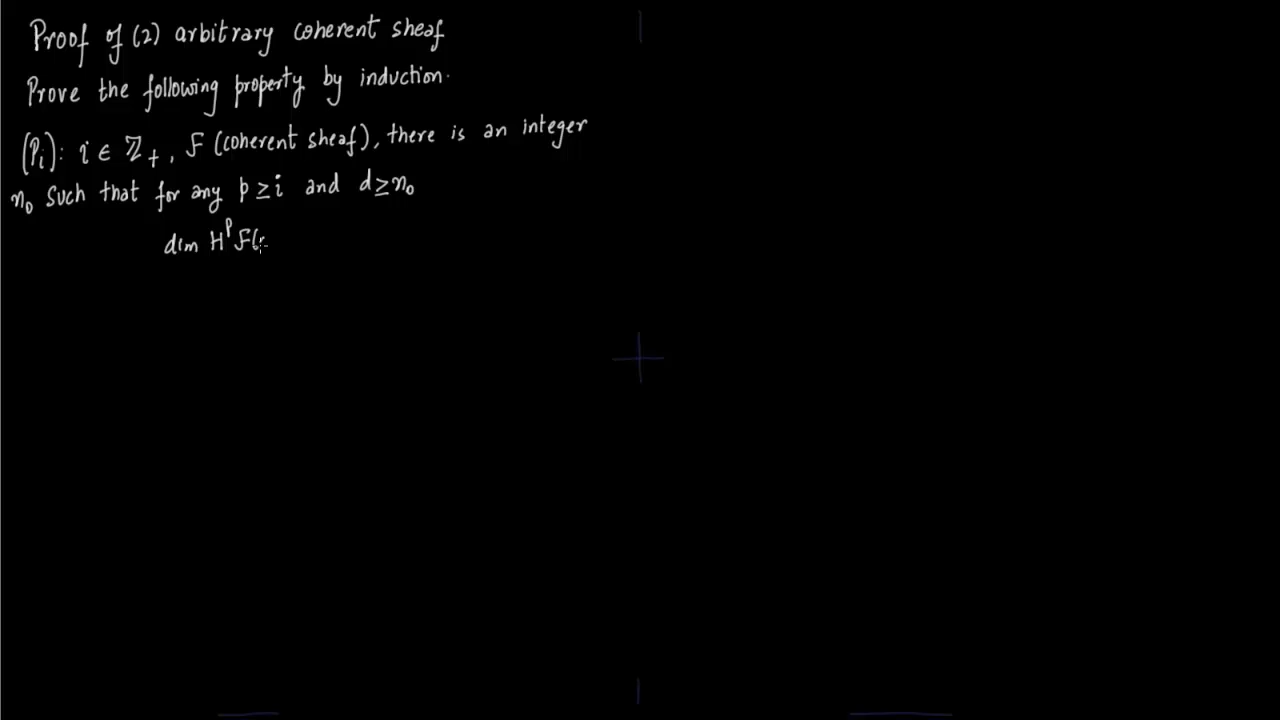 Proof of (2) arbitrary coherent sheaf
Prove the following property by induction.
(Pi): i ∈ ℤ+, F (coherent sheaf), there is an integer
n0 Such that for any p ≥ i and d ≥ n0
dim H^p F(